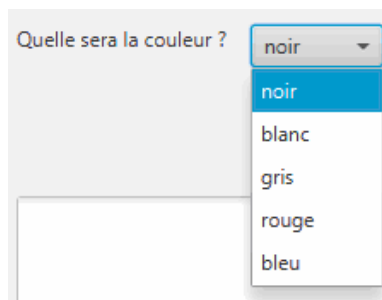 Quelle sera la couleur ? noir
noir
blanc
gris
rouge
bleu